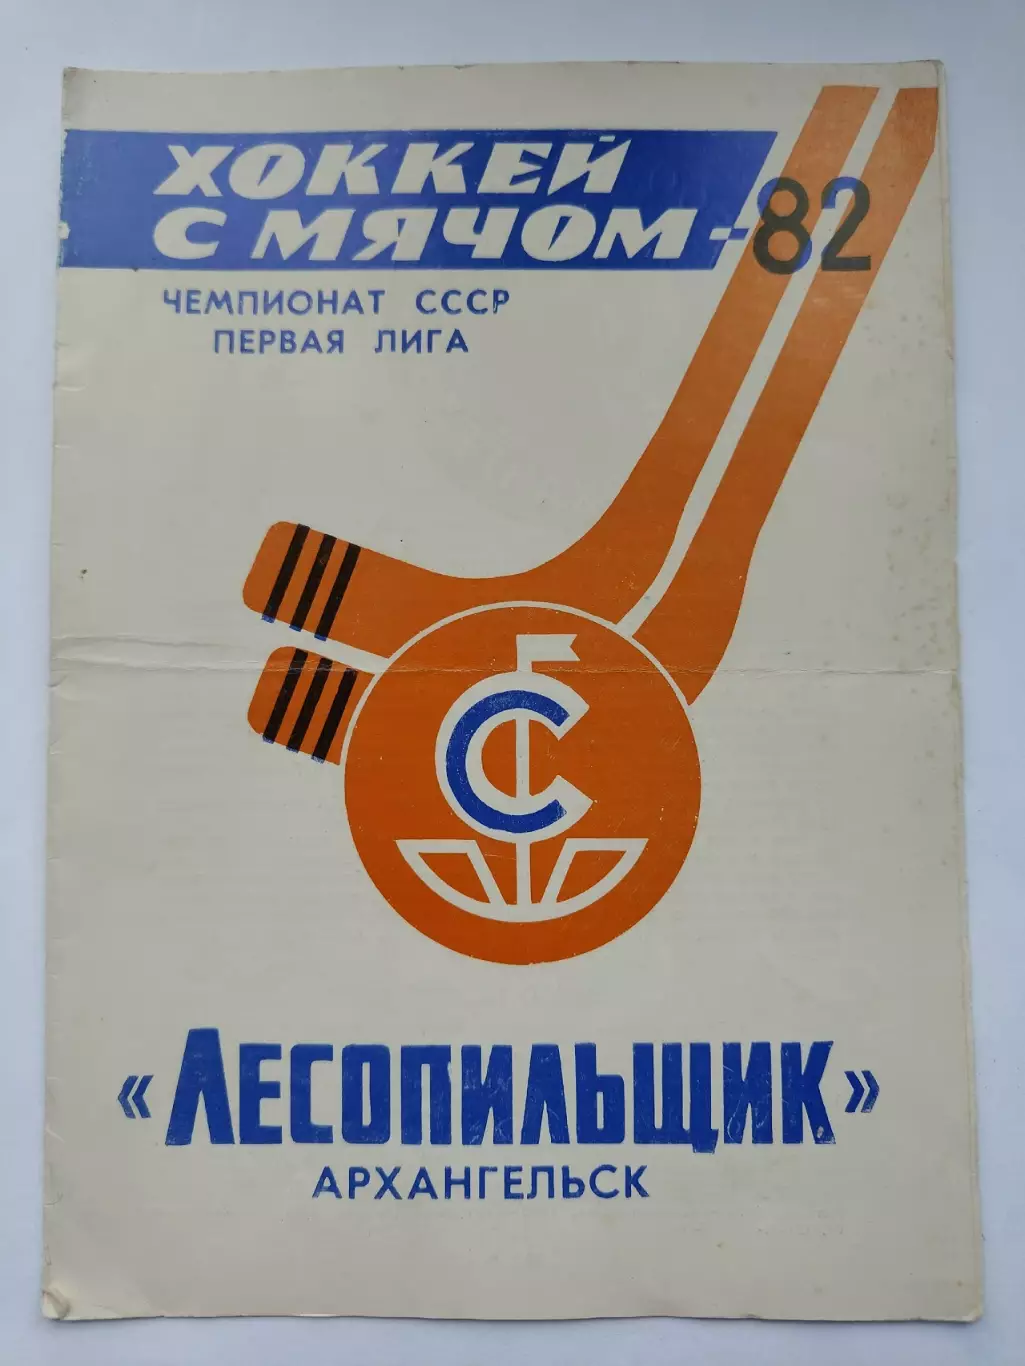 ХОККЕЙ
С МЯЧОМ-82
ЧЕМПИОНАТ СССР
ПЕРВАЯ ЛИГА
С
«ЛЕСОПИЛЬЩИК»
АРХАНГЕЛЬСК